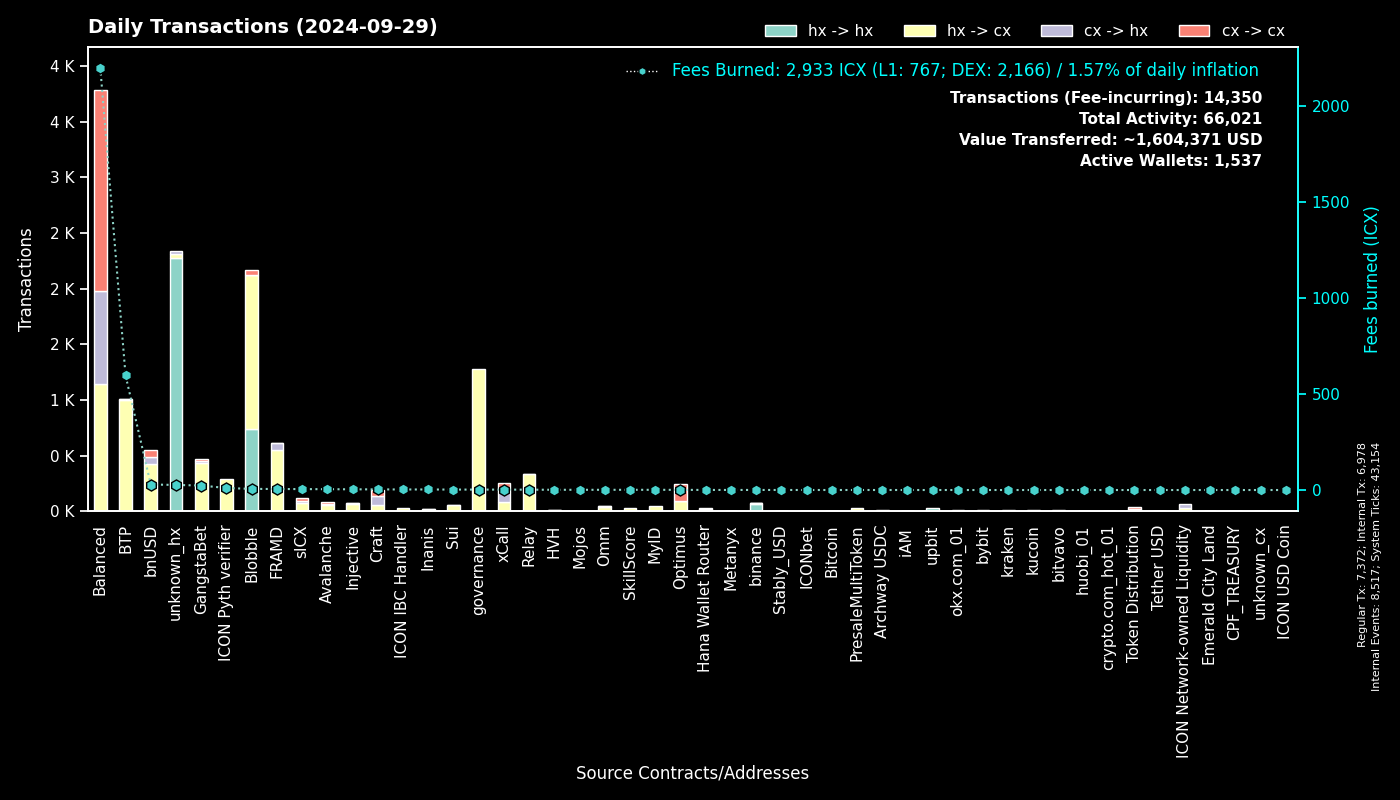 Daily Transactions (2024-09-29)
hx -> hx
hx -> cx
cx -> hx
cx -> cx
Fees Burned: 2,933 ICX (L1: 767; DEX: 2,166) / 1.57% of daily inflation
Transactions (Fee-incurring): 14,350
Total Activity: 66,021
Value Transferred: ~1,604,371 USD
Active Wallets: 1,537
Transactions
4 K
4 K
3 K
2 K
2 K
2 K
1 K
0 K
0 K
2000
1500
1000
500
0
Fees burned (ICX)
Regular Tx: 7,372; Internal Tx: 6,978
Internal Events: 8,517; System Ticks: 43,154
Balanced
BTP
bnUSD
unknown_hx
GangstaBet
ICON Pyth verifier
Blobble
FRAMD
sICX
Avalanche
Injective
Craft
ICON IBC Handler
Inanis
Sui
governance
xCall
Relay
HVH
Mojos
Omm
SkillScore
MyID
Optimus
Hana Wallet Router
Metanyx
binance
Stably_USD
ICONbet
Bitcoin
PresaleMultiToken
Archway USDC
iAM
upbit
okx.com_01
bybit
kraken
kucoin
bitvavo
huobi_01
crypto.com_hot_01
Token Distribution
Tether USD
ICON Network-owned Liquidity
Emerald City Land
CPF_TREASURY
unknown_cx
ICON USD Coin
Source Contracts/Addresses